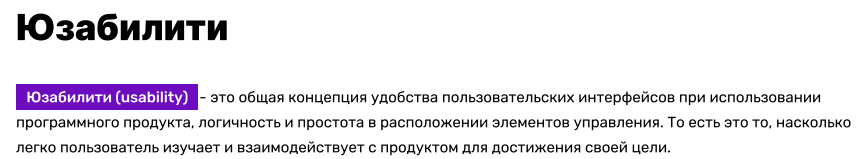 Юзабилити
Юзабилити (usability) - это общая концепция удобства пользовательских интерфейсов при использовании
программного продукта, логичность и простота в расположении элементов управления. То есть это то, насколько
легко пользователь изучает и взаимодействует с продуктом для достижения своей цели.